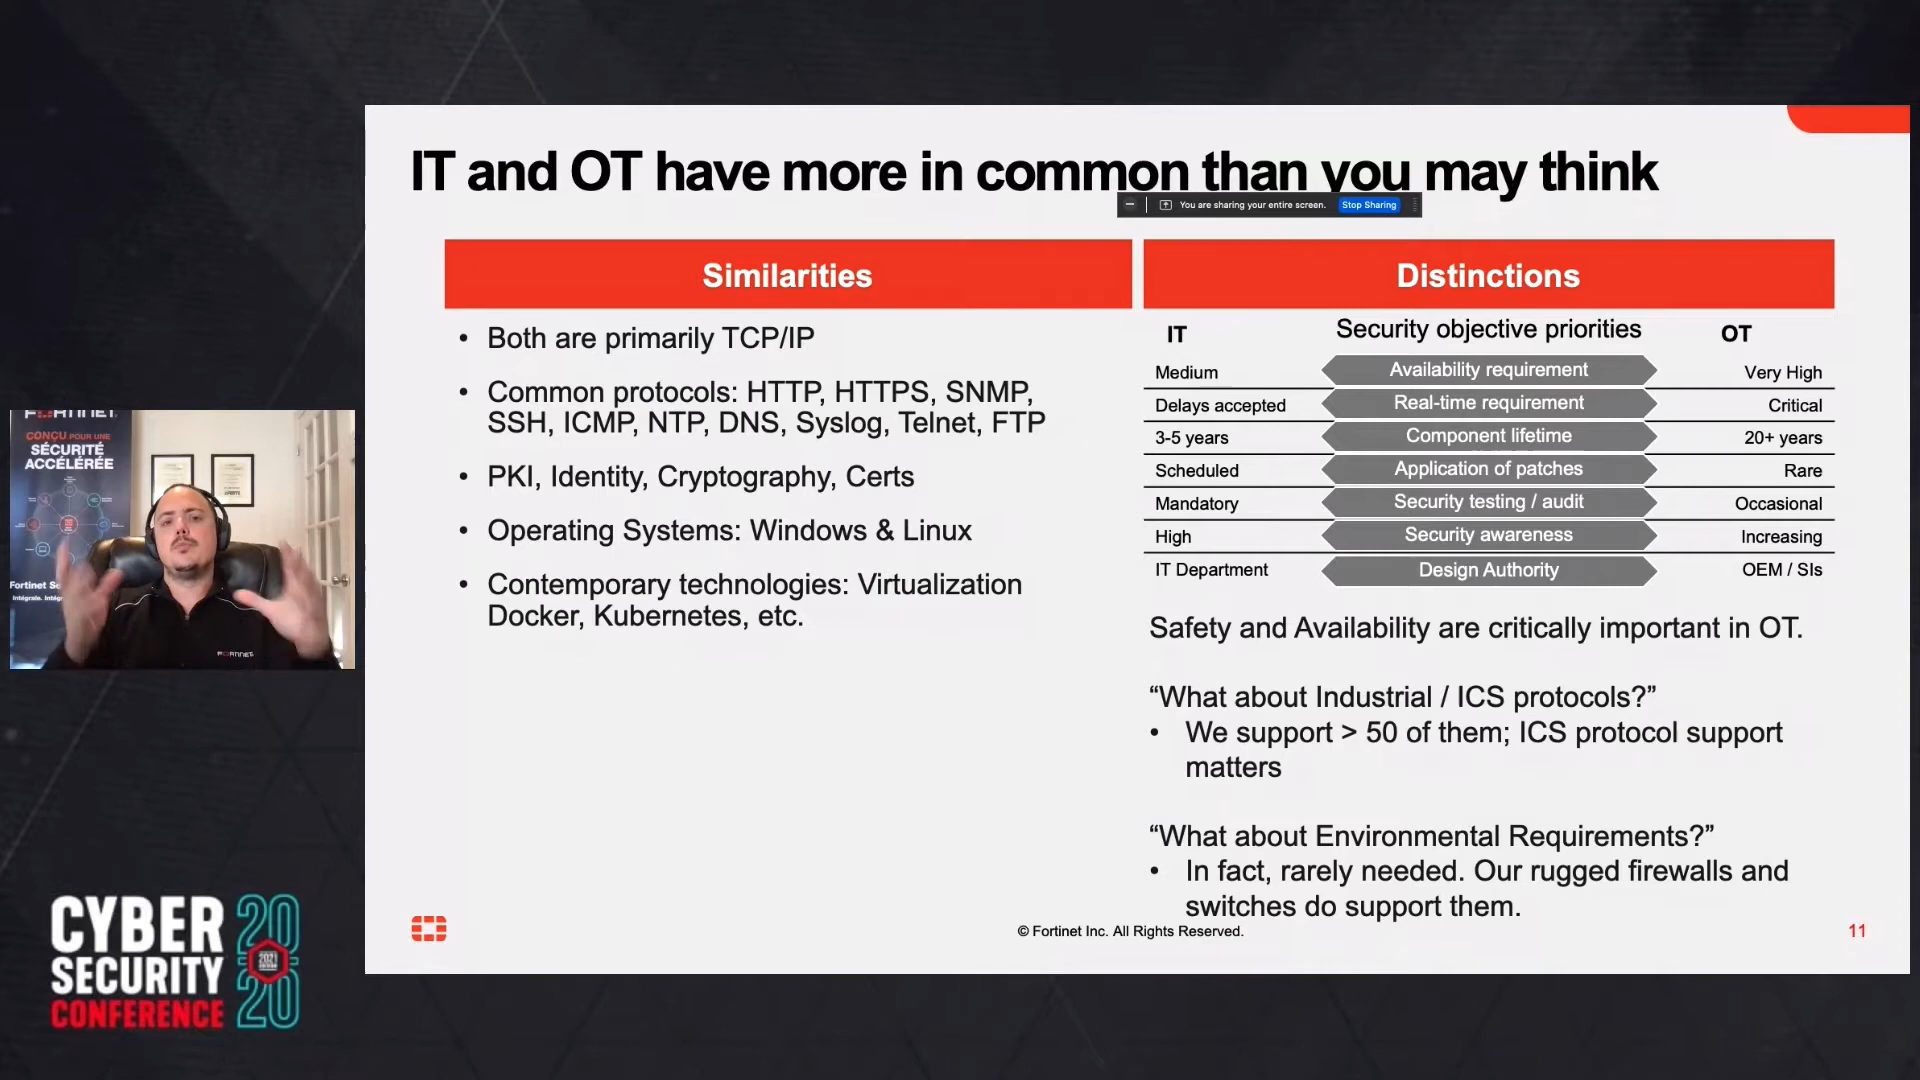 IT and OT have more in common than you may think
You are sharing your entire screen. Stop Sharing
Similarities
• Both are primarily TCP/IP
• Common protocols: HTTP, HTTPS, SNMP,
SSH, ICMP, NTP, DNS, Syslog, Telnet, FTP
• PKI, Identity, Cryptography, Certs
• Operating Systems: Windows & Linux
• Contemporary technologies: Virtualization
Docker, Kubernetes, etc.
Distinctions
IT Security objective priorities OT
Medium Availability requirement Very High
Delays accepted Real-time requirement Critical
3-5 years Component lifetime 20+ years
Scheduled Application of patches Rare
Mandatory Security testing / audit Occasional
High Security awareness Increasing
IT Department Design Authority OEM / SIs
Safety and Availability are critically important in OT.
“What about Industrial / ICS protocols?”
• We support > 50 of them; ICS protocol support
matters
“What about Environmental Requirements?”
• In fact, rarely needed. Our rugged firewalls and
switches do support them.
© Fortinet Inc. All Rights Reserved.
11
FORTINET
CONÇU POUR UNE
SÉCURITÉ
ACCÉLÉRÉE
Fortinet
FORTINET
CYBER
SECURITY
CONFERENCE
20
2021
EDITION
20